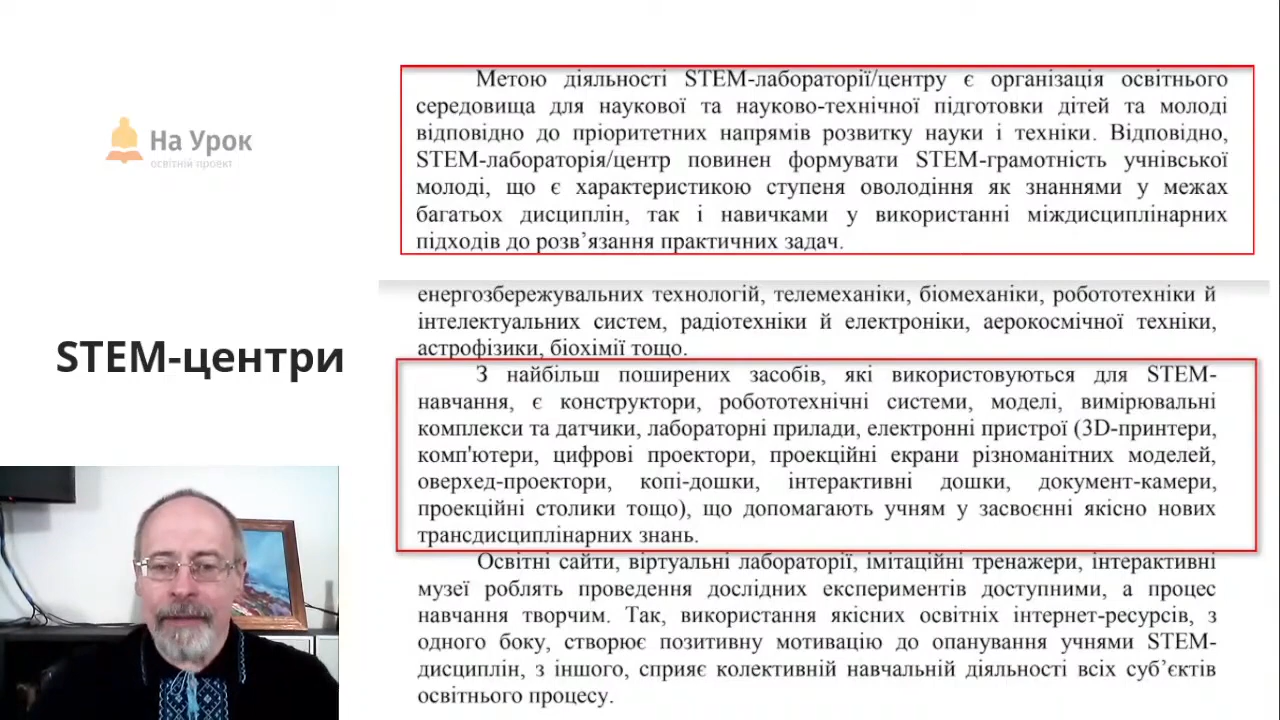 На Урок
освітній проект
STEM-центри
Метою діяльності STEM-лабораторії/центру є організація освітнього
середовища для наукової та науково-технічної підготовки дітей та молоді
відповідно до пріоритетних напрямів розвитку науки і техніки. Відповідно,
STEM-лабораторія/центр повинен формувати STEM-грамотність учнівської
молоді, що є характеристикою ступеня оволодіння як знаннями у межах
багатьох дисциплін, так і навичками у використанні міждисциплінарних
підходів до розв’язання практичних задач.
енергозбережувальних технологій, телемеханіки, біомеханіки, робототехніки й
інтелектуальних систем, радіотехніки й електроніки, аерокосмічної техніки,
астрофізики, біохімії тощо.
З найбільш поширених засобів, які використовуються для STEM-
навчання, є конструктори, робототехнічні системи, моделі, вимірювальні
комплекси та датчики, лабораторні прилади, електронні пристрої (3D-принтери,
комп'ютери, цифрові проектори, проекційні екрани різноманітних моделей,
оверхед-проектори, копі-дошки, інтерактивні дошки, документ-камери,
проекційні столики тощо), що допомагають учням у засвоєнні якісно нових
трансдисциплінарних знань.
Освітні сайти, віртуальні лабораторії, імітаційні тренажери, інтерактивні
музеї роблять проведення дослідних експериментів доступними, а процес
навчання творчим. Так, використання якісних освітніх інтернет-ресурсів, з
одного боку, створює позитивну мотивацію до опанування учнями STEM-
дисциплін, з іншого, сприяє колективній навчальній діяльності всіх суб’єктів
освітнього процесу.